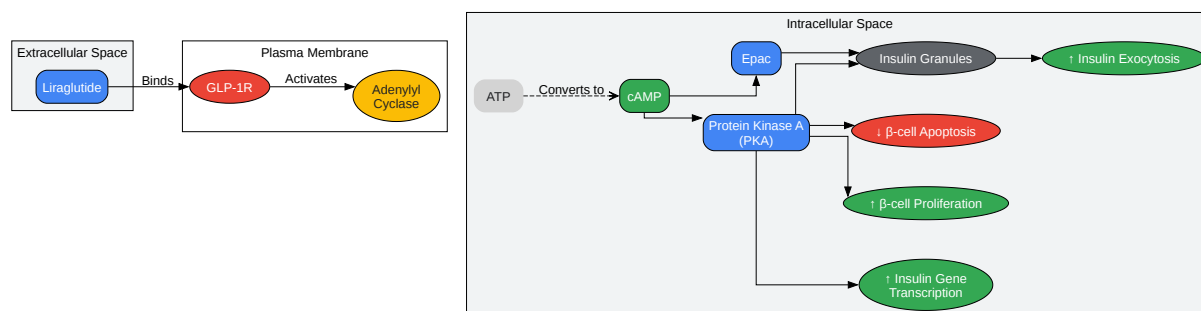 Extracellular Space
Liraglutide
Binds
Plasma Membrane
GLP-1R
Activates
Adenylyl
Cyclase
Intracellular Space
ATP
Converts to
cAMP
Epac
Protein Kinase A
(PKA)
Insulin Granules
↑ Insulin Exocytosis
↓ β-cell Apoptosis
↑ β-cell Proliferation
↑ Insulin Gene
Transcription